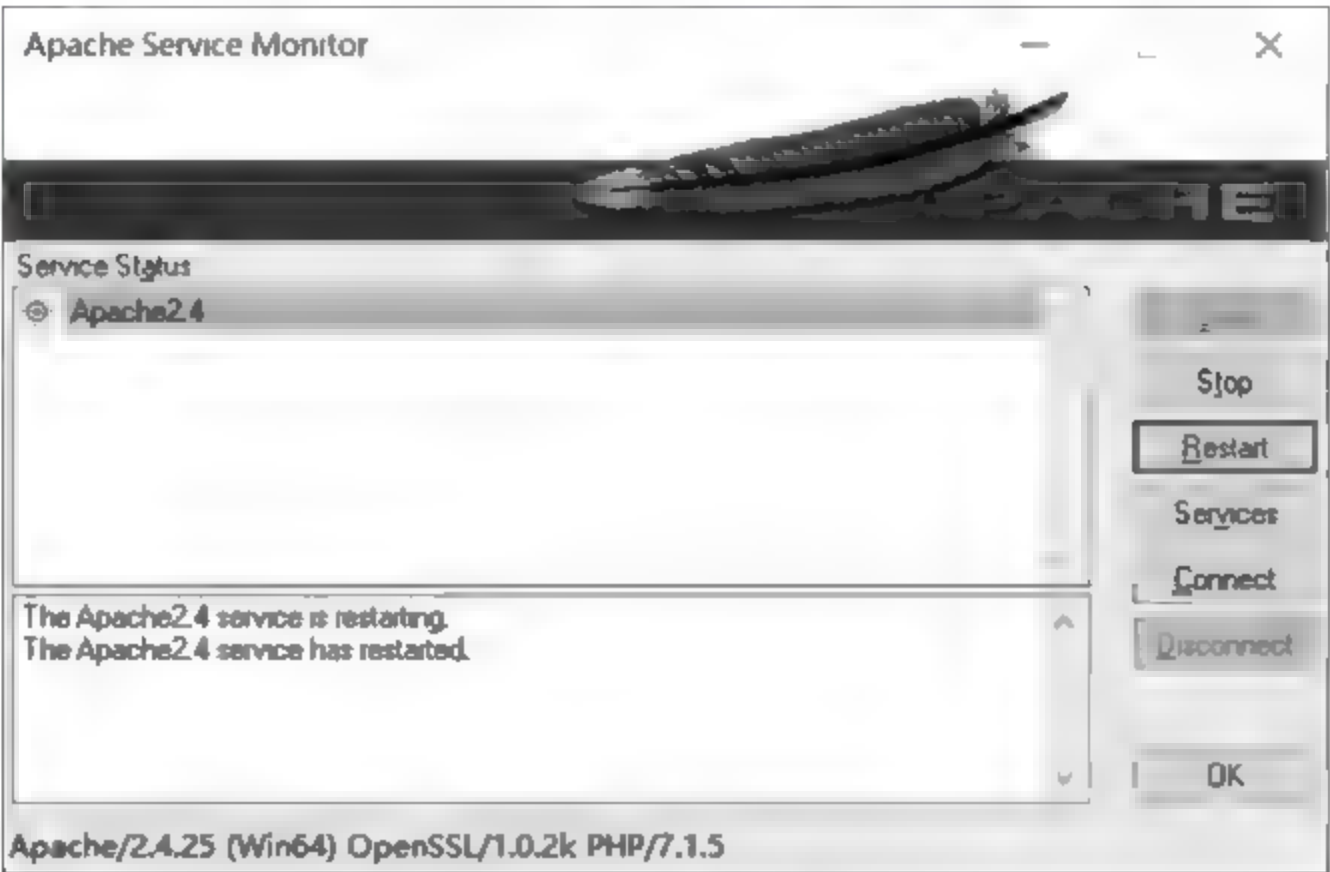 Apache Service Monitor
APACHE
Service Status
Apache2.4
Stop
Restart
Services
Connect
Disconnect
The Apache2.4 service is restarting.
The Apache2.4 service has restarted.
OK
Apache/2.4.25 (Win64) OpenSSL/1.0.2k PHP/7.1.5